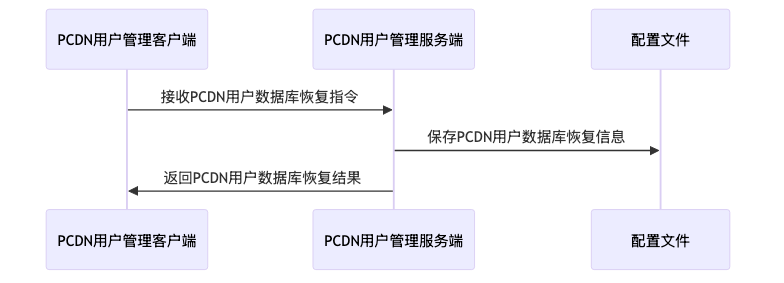 PCDN用户管理客户端
PCDN用户管理服务端
配置文件
接收PCDN用户数据库恢复指令
保存PCDN用户数据库恢复信息
返回PCDN用户数据库恢复结果
PCDN用户管理客户端
PCDN用户管理服务端
配置文件